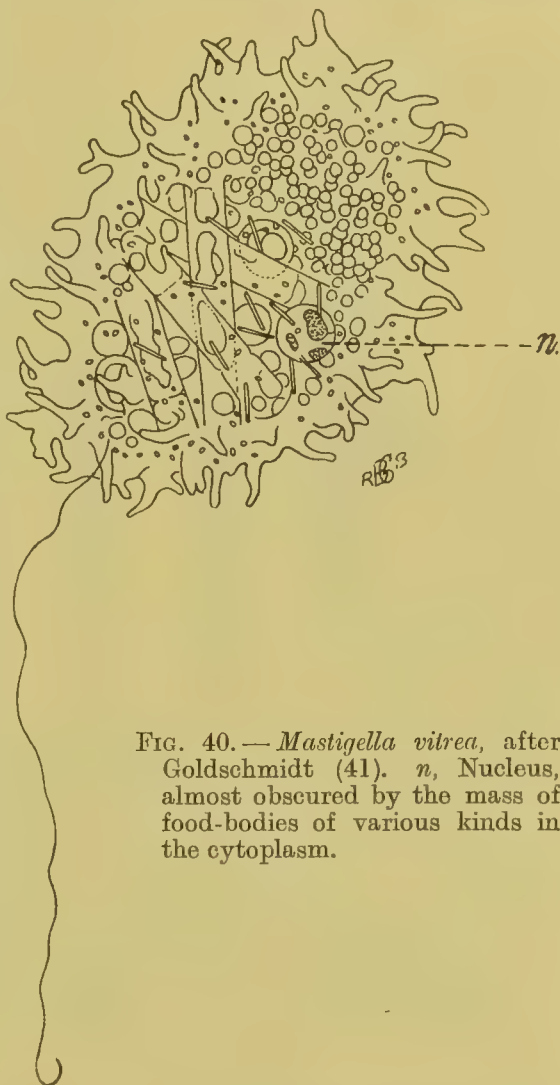 n.
FIG. 40. — Mastigella vitrea, after
Goldschmidt (41). n, Nucleus,
almost obscured by the mass of
food-bodies of various kinds in
the cytoplasm.